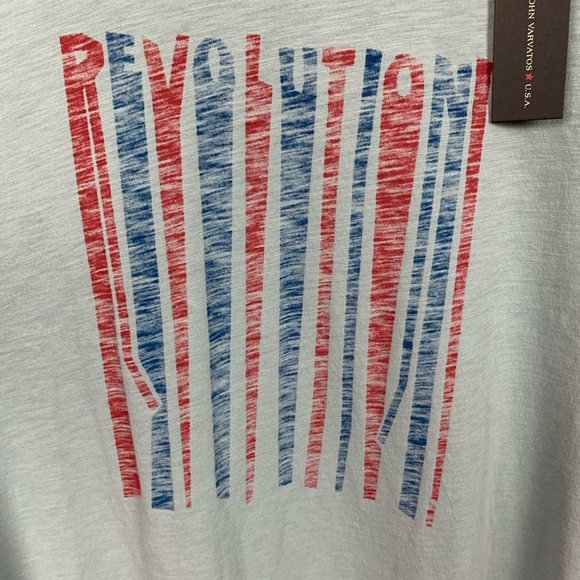 REVOLUTION
JOHN VARVATOS ★ U.S.A.